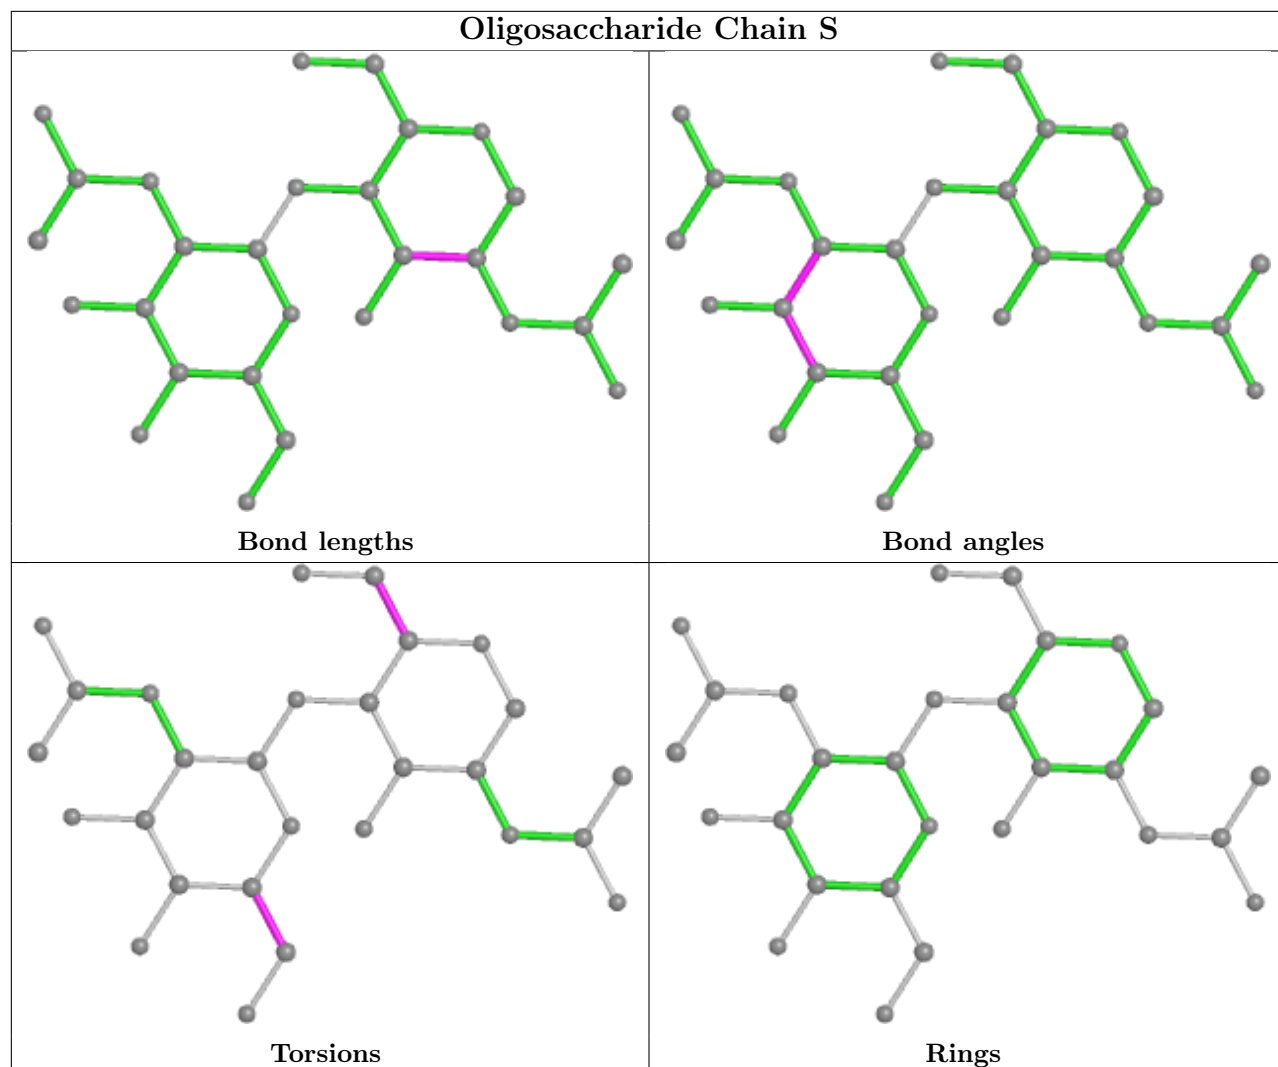 Oligosaccharide Chain S
Bond lengths
Bond angles
Torsions
Rings